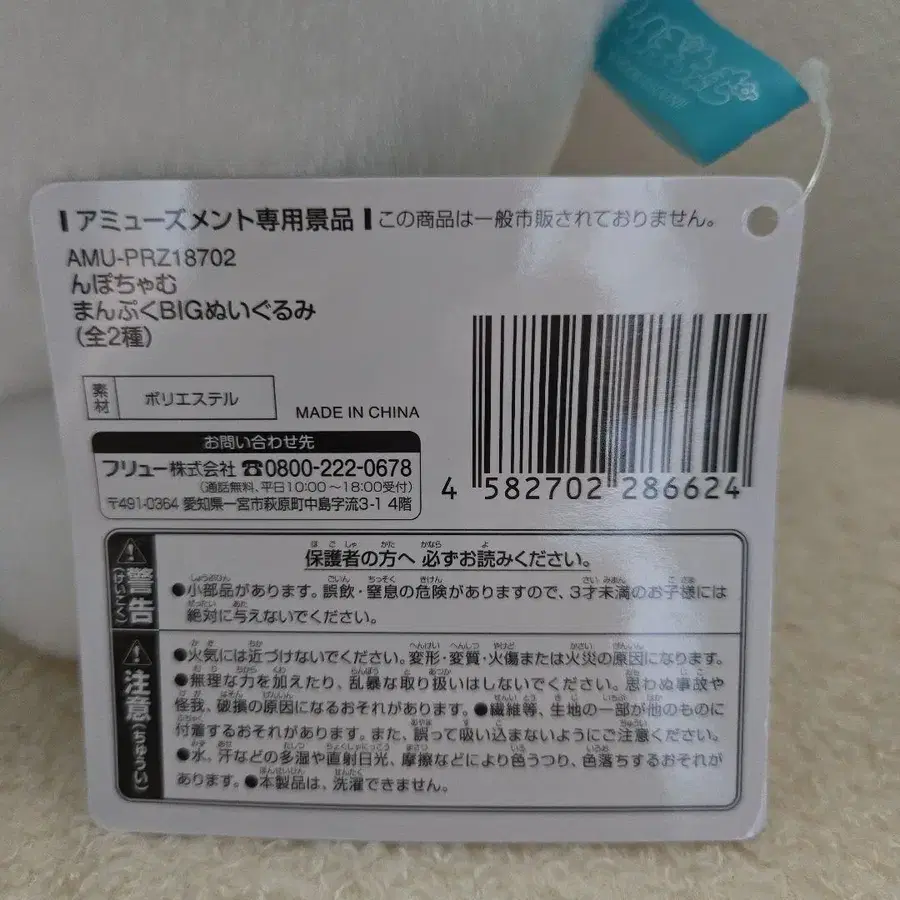 アミューズメント専用景品 この商品は一般市販されておりません。
AMU-PRZ18702
んぽちゃむ
まんぷくBIGぬいぐるみ
(全2種)
素材 ポリエステル
MADE IN CHINA
お問い合わせ先
フリュー株式会社 ☎0800-222-0678
(通話無料、平日10:00～18:00受付)
〒491-0364 愛知県一宮市萩原町中島字流3-1 4階
4 582702 286624
警告(けいこく)
保護者の方へ 必ずお読みください。
●小部品があります。誤飲・窒息の危険がありますので、3才未満のお子様には
絶対に与えないでください。
注意(ちゅうい)
●火気には近づけないでください。変形・変質・火傷または火災の原因になります。
●無理な力を加えたり、乱暴な取り扱いはしないでください。思わぬ事故や
怪我、破損の原因になるおそれがあります。●繊維等、生地の一部が他のものに
付着するおそれがあります。また、誤って吸い込まないようにご注意ください。
●水、汗などの多湿や直射日光、摩擦などにより色うつり、色落ちするおそれが
あります。●本製品は、洗濯できません。